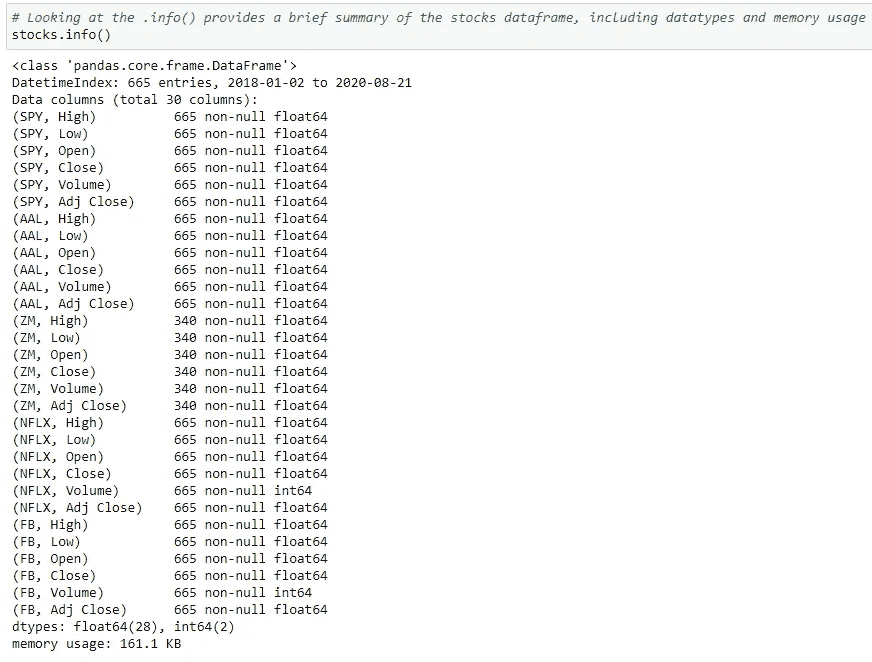 # Looking at the .info() provides a brief summary of the stocks dataframe, including datatypes and memory usage
stocks.info()
<class 'pandas.core.frame.DataFrame'>
DatetimeIndex: 665 entries, 2018-01-02 to 2020-08-21
Data columns (total 30 columns):
(SPY, High)          665 non-null float64
(SPY, Low)           665 non-null float64
(SPY, Open)          665 non-null float64
(SPY, Close)         665 non-null float64
(SPY, Volume)        665 non-null float64
(SPY, Adj Close)     665 non-null float64
(AAL, High)          665 non-null float64
(AAL, Low)           665 non-null float64
(AAL, Open)          665 non-null float64
(AAL, Close)         665 non-null float64
(AAL, Volume)        665 non-null float64
(AAL, Adj Close)     665 non-null float64
(ZM, High)           340 non-null float64
(ZM, Low)            340 non-null float64
(ZM, Open)           340 non-null float64
(ZM, Close)          340 non-null float64
(ZM, Volume)         340 non-null float64
(ZM, Adj Close)      340 non-null float64
(NFLX, High)         665 non-null float64
(NFLX, Low)          665 non-null float64
(NFLX, Open)         665 non-null float64
(NFLX, Close)        665 non-null float64
(NFLX, Volume)       665 non-null int64
(NFLX, Adj Close)    665 non-null float64
(FB, High)           665 non-null float64
(FB, Low)            665 non-null float64
(FB, Open)           665 non-null float64
(FB, Close)          665 non-null float64
(FB, Volume)         665 non-null int64
(FB, Adj Close)      665 non-null float64
dtypes: float64(28), int64(2)
memory usage: 161.1 KB